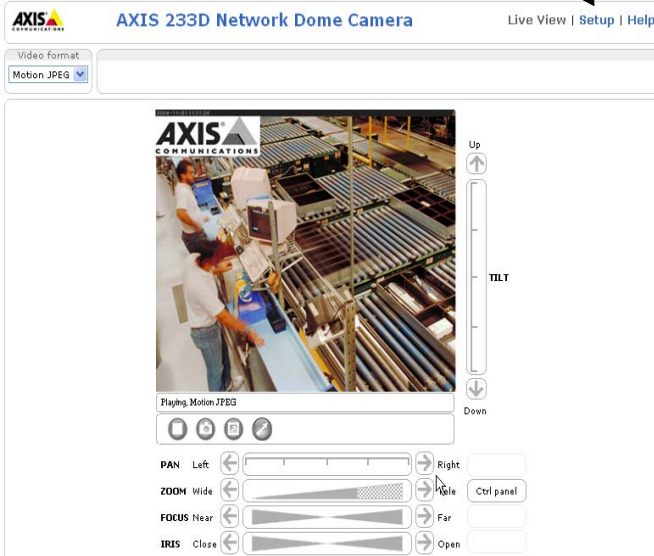 AXIS
COMMUNICATIONS
AXIS 233D Network Dome Camera
Live View | Setup | Help
Video format
Motion JPEG
AXIS
COMMUNICATIONS
Up
TILT
Playing, Motion JPEG
Down
PAN Left Right
ZOOM Wide Tele Ctrl panel
FOCUS Near Far
IRIS Close Open